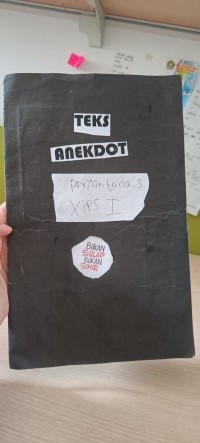 TEKS
ANEKDOT
XIPS I
BUKAN
SULAP
BUKAN
SIHIR